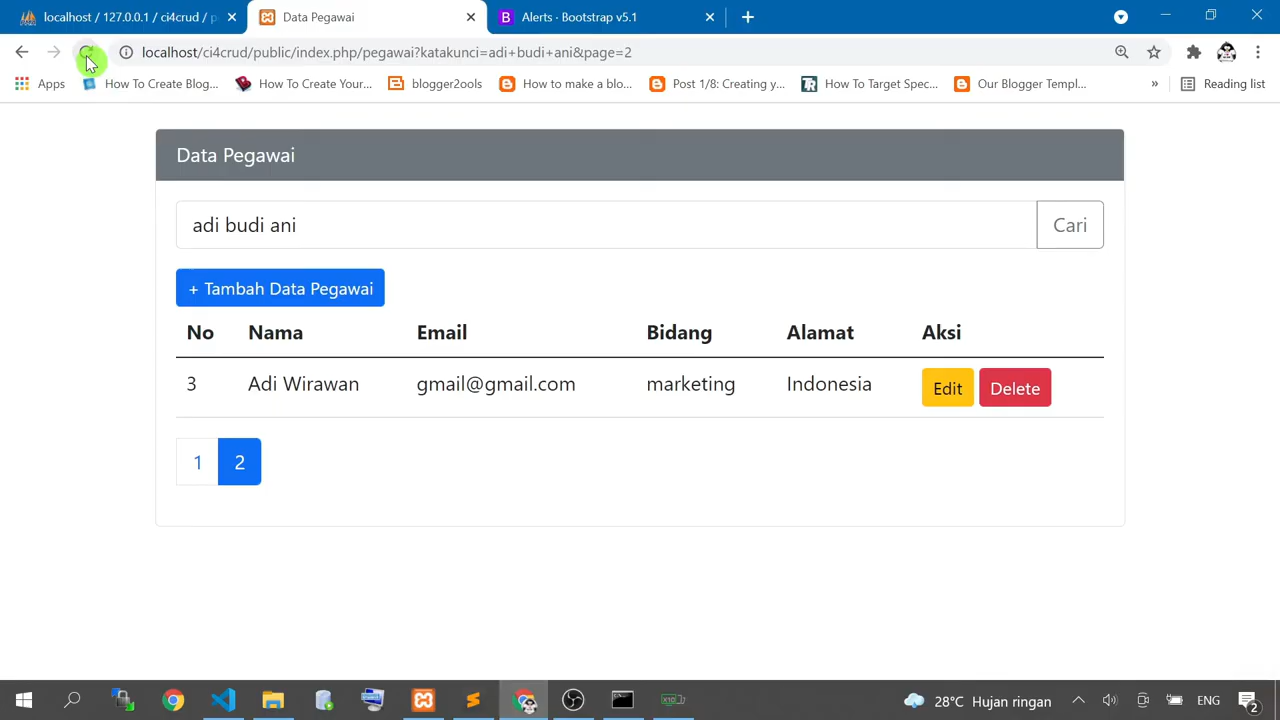 localhost / 127.0.0.1 / ci4crud / p
Data Pegawai
Alerts · Bootstrap v5.1
localhost/ci4crud/public/index.php/pegawai?katakunci=adi+budi+ani&page=2
Apps
How To Create Blog...
How To Create Your...
blogger2ools
How to make a blo...
Post 1/8: Creating y...
How To Target Spec...
Our Blogger Templ...
»
Reading list
Data Pegawai
adi budi ani
Cari
+ Tambah Data Pegawai
No Nama Email Bidang Alamat Aksi
3 Adi Wirawan gmail@gmail.com marketing Indonesia Edit Delete
1 2
28°C Hujan ringan
ENG
2